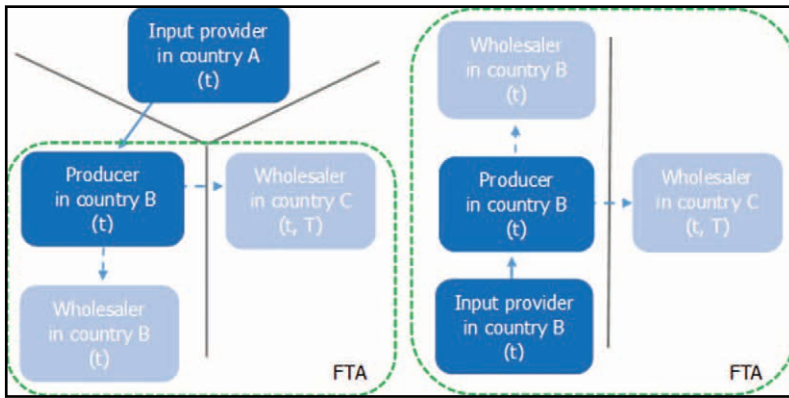 Input provider
in country A
(t)
Producer
in country B
(t)
Wholesaler
in country C
(t, T)
Wholesaler
in country B
(t)
FTA
Wholesaler
in country B
(t)
Producer
in country B
(t)
Wholesaler
in country C
(t, T)
Input provider
in country B
(t)
FTA